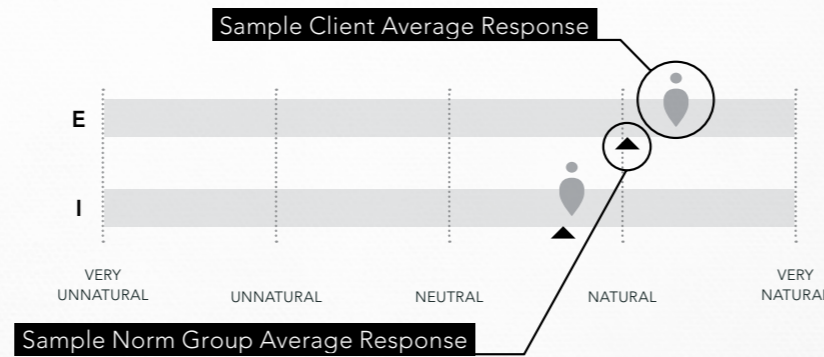 Sample Client Average Response
E
I
VERY
UNNATURAL
UNNATURAL
NEUTRAL
NATURAL
VERY
NATURAL
Sample Norm Group Average Response